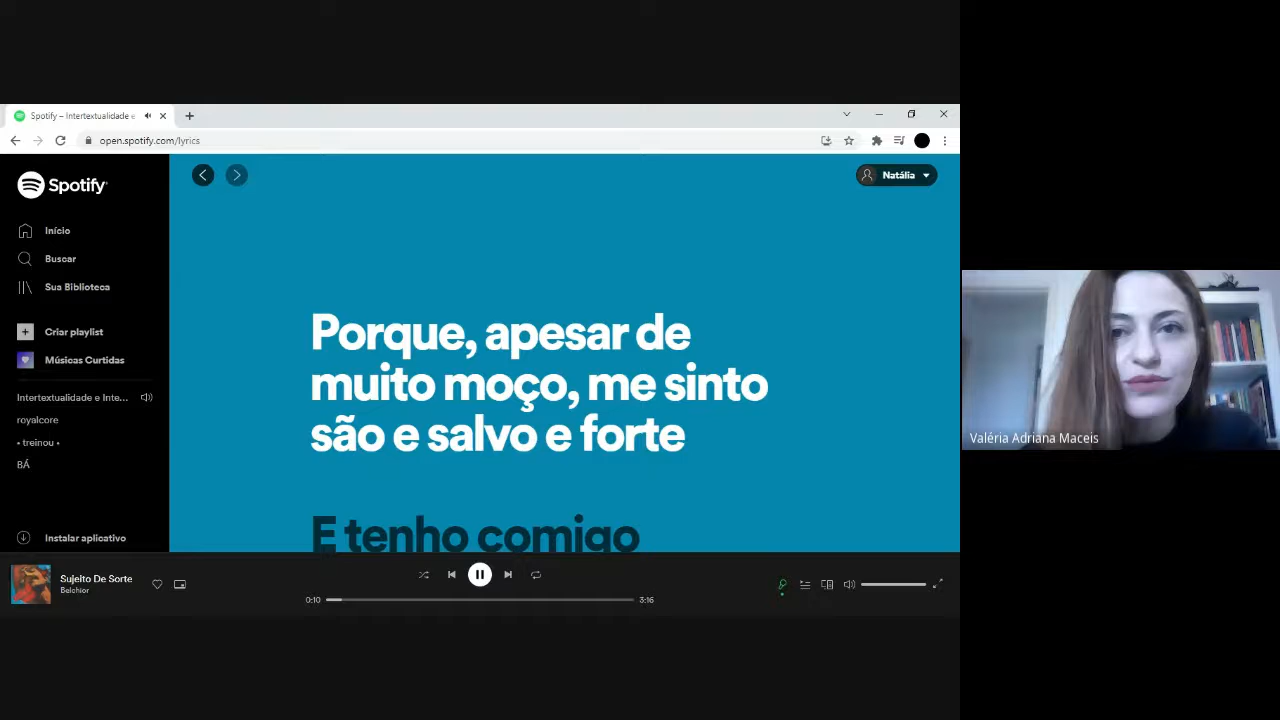 Spotify – Intertextualidade e
open.spotify.com/lyrics
Spotify
Natália
Início
Buscar
Sua Biblioteca
Criar playlist
Músicas Curtidas
Intertextualidade e Inte...
royalcore
• treinou •
BÁ
Instalar aplicativo
Porque, apesar de
muito moço, me sinto
são e salvo e forte
E tenho comigo
Valéria Adriana Maceis
Sujeito De Sorte
Belchior
0:10
3:16